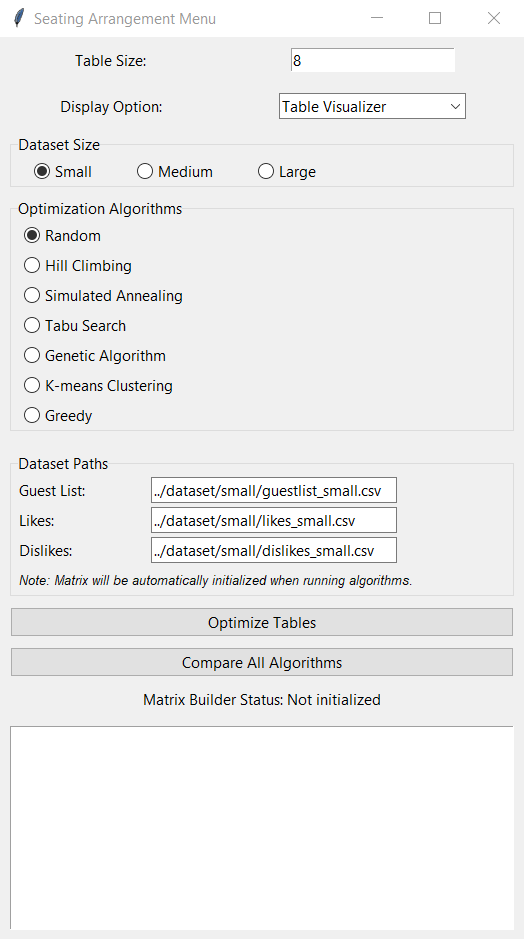 Seating Arrangement Menu
Table Size: 8
Display Option: Table Visualizer
Dataset Size
Small Medium Large
Optimization Algorithms
Random
Hill Climbing
Simulated Annealing
Tabu Search
Genetic Algorithm
K-means Clustering
Greedy
Dataset Paths
Guest List: ../dataset/small/guestlist_small.csv
Likes: ../dataset/small/likes_small.csv
Dislikes: ../dataset/small/dislikes_small.csv
Note: Matrix will be automatically initialized when running algorithms.
Optimize Tables
Compare All Algorithms
Matrix Builder Status: Not initialized